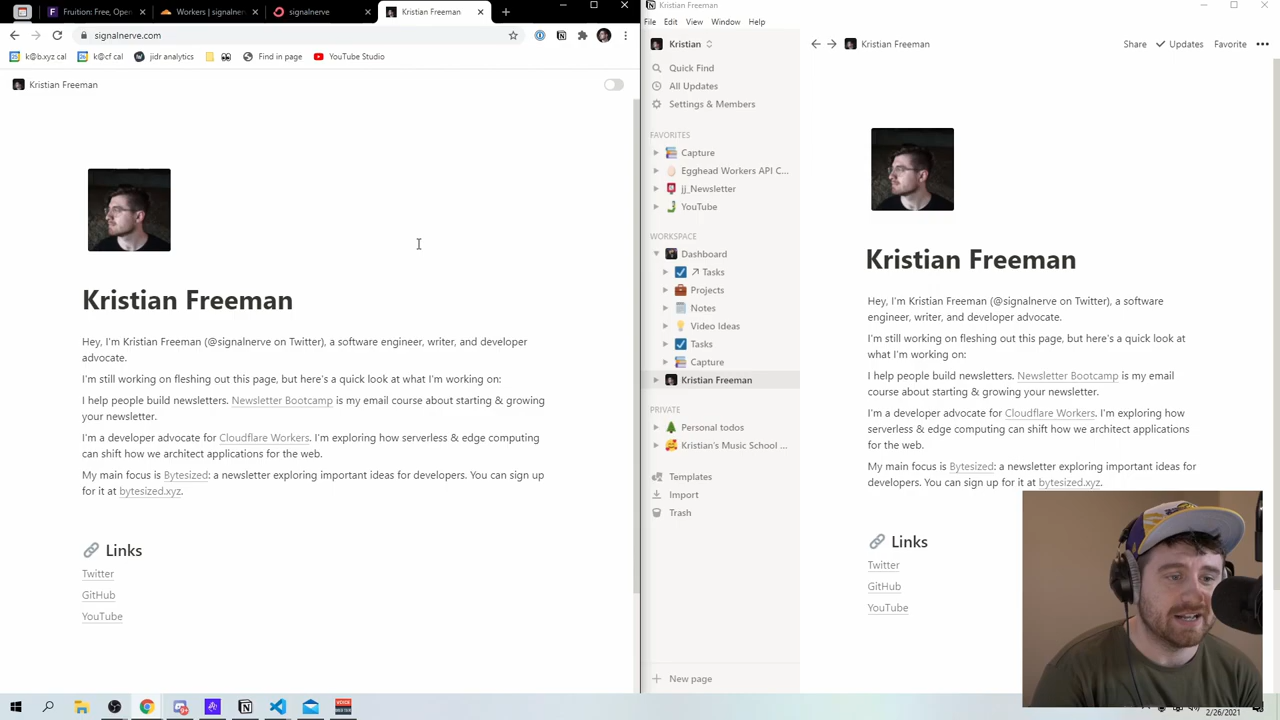 Fruition: Free, Open
Workers | signalner
signalnerve
Kristian Freeman
signalnerve.com
k@b.xyz cal
k@cf cal
jidr analytics
Find in page
YouTube Studio
Kristian Freeman
Kristian Freeman
Hey, I'm Kristian Freeman (@signalnerve on Twitter), a software engineer, writer, and developer
advocate.
I'm still working on fleshing out this page, but here's a quick look at what I'm working on:
I help people build newsletters. Newsletter Bootcamp is my email course about starting & growing
your newsletter.
I'm a developer advocate for Cloudflare Workers. I'm exploring how serverless & edge computing
can shift how we architect applications for the web.
My main focus is Bytesized: a newsletter exploring important ideas for developers. You can sign up
for it at bytesized.xyz.
Links
Twitter
GitHub
YouTube
Kristian Freeman
File Edit View Window Help
Kristian
Quick Find
All Updates
Settings & Members
FAVORITES
Capture
Egghead Workers API C...
jj_Newsletter
YouTube
WORKSPACE
Dashboard
Tasks
Projects
Notes
Video Ideas
Tasks
Capture
Kristian Freeman
PRIVATE
Personal todos
Kristian's Music School ...
Templates
Import
Trash
New page
Kristian Freeman
Share
Updates
Favorite
Kristian Freeman
Hey, I'm Kristian Freeman (@signalnerve on Twitter), a software
engineer, writer, and developer advocate.
I'm still working on fleshing out this page, but here's a quick look at
what I'm working on:
I help people build newsletters. Newsletter Bootcamp is my email
course about starting & growing your newsletter.
I'm a developer advocate for Cloudflare Workers. I'm exploring how
serverless & edge computing can shift how we architect applications
for the web.
My main focus is Bytesized: a newsletter exploring important ideas for
developers. You can sign up for it at bytesized.xyz.
Links
Twitter
GitHub
YouTube
2/26/2021